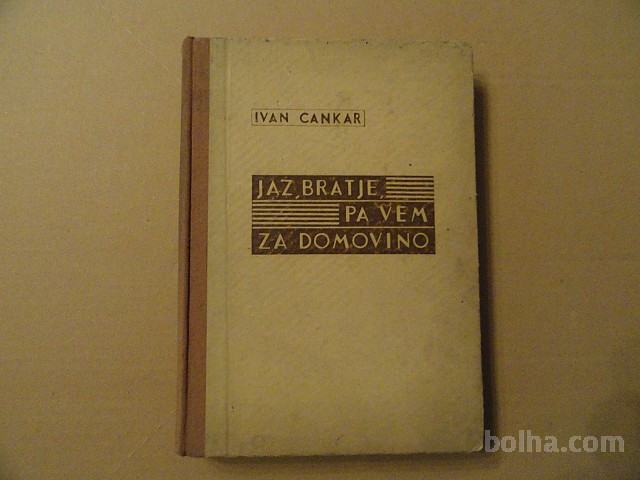 IVAN CANKAR
JAZ, BRATJE,
PA VEM
ZA DOMOVINO
bolha.com